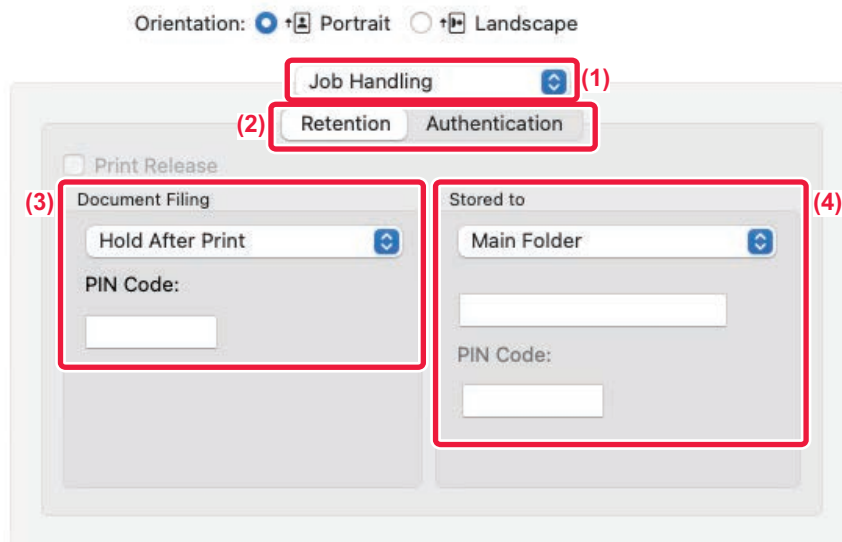 Orientation: Portrait Landscape
Job Handling (1)
(2) Retention Authentication
Print Release
(3) Document Filing Stored to (4)
Hold After Print Main Folder
PIN Code:
PIN Code: